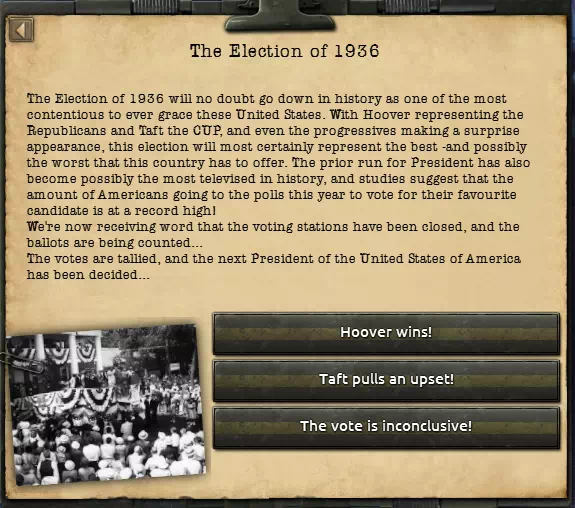 The Election of 1936
The Election of 1936 will no doubt go down in history as one of the most
contentious to ever grace these United States. With Hoover representing the
Republicans and Taft the CUP, and even the progressives making a surprise
appearance, this election will most certainly represent the best -and possibly
the worst that this country has to offer. The prior run for President has also
become possibly the most televised in history, and studies suggest that the
amount of Americans going to the polls this year to vote for their favourite
candidate is at a record high!
We're now receiving word that the voting stations have been closed, and the
ballots are being counted...
The votes are tallied, and the next President of the United States of America
has been decided...
Hoover wins!
Taft pulls an upset!
The vote is inconclusive!